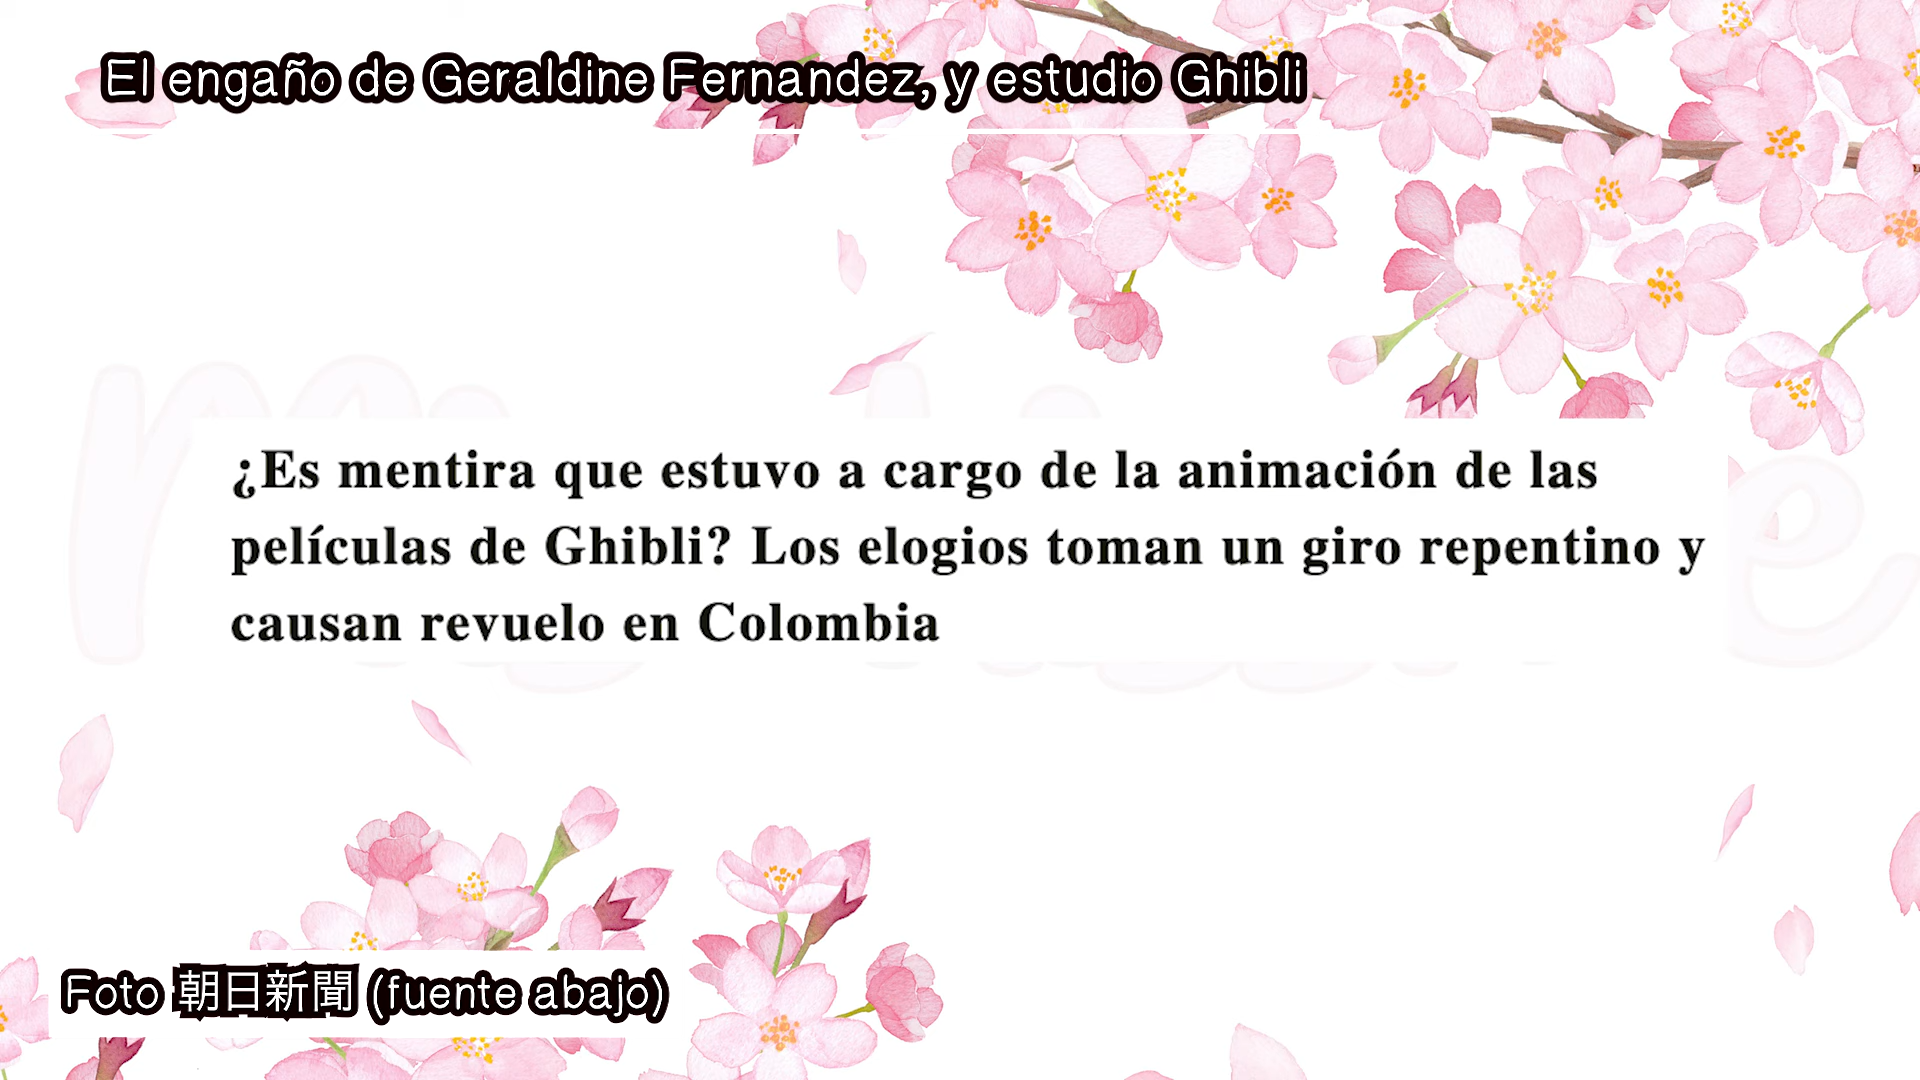 El engaño de Geraldine Fernandez, y estudio Ghibli
¿Es mentira que estuvo a cargo de la animación de las
películas de Ghibli? Los elogios toman un giro repentino y
causan revuelo en Colombia
Foto 朝日新聞 (fuente abajo)